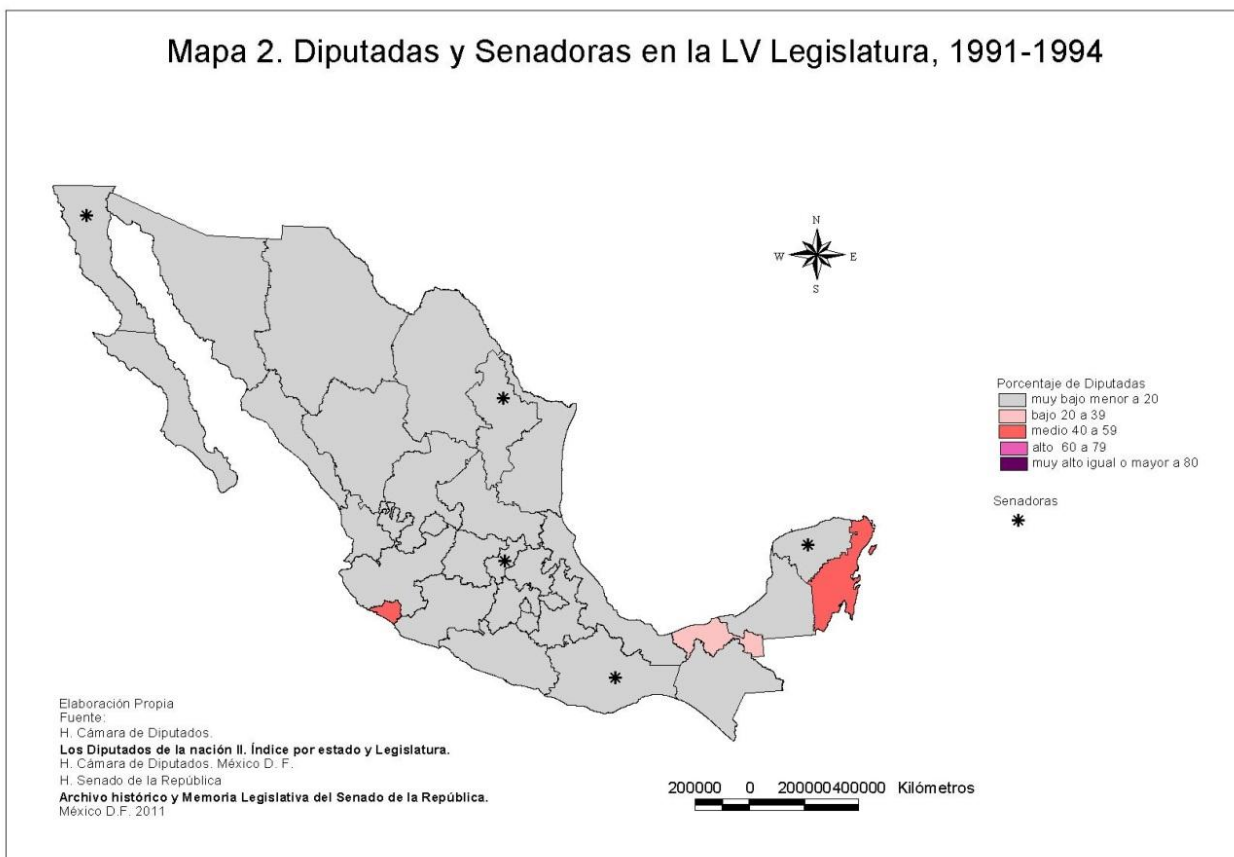 Mapa 2. Diputadas y Senadoras en la LV Legislatura, 1991-1994
N
W E
S
Porcentaje de Diputadas
muy bajo menor a 20
bajo 20 a 39
medio 40 a 59
alto 60 a 79
muy alto igual o mayor a 80
Senadoras
Elaboración Propia
Fuente:
H. Cámara de Diputados.
Los Diputados de la nación II. Índice por estado y Legislatura.
H. Cámara de Diputados. México D. F.
H. Senado de la República
Archivo histórico y Memoria Legislativa del Senado de la República.
México D.F. 2011
200000 0 200000400000 Kilómetros